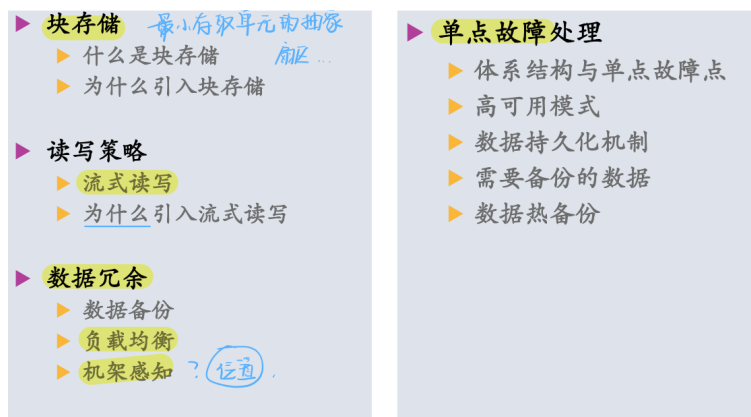 块存储 最小存取单元的抽象
什么是块存储 扇区...
为什么引入块存储
读写策略
流式读写
为什么引入流式读写
数据冗余
数据备份
负载均衡
机架感知 ? 位置.
单点故障处理
体系结构与单点故障点
高可用模式
数据持久化机制
需要备份的数据
数据热备份